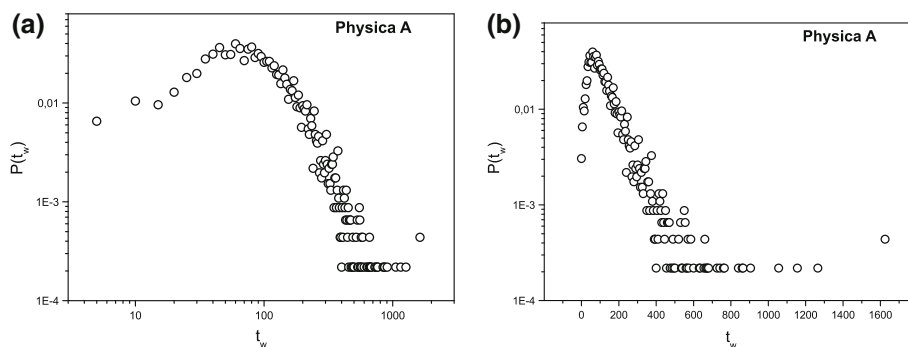 (a)
Physica A
0,01
1E-3
1E-4
P(t_w)
10
100
1000
t_w
(b)
Physica A
0,01
1E-3
1E-4
P(t_w)
0
200
400
600
800
1000
1200
1400
1600
t_w